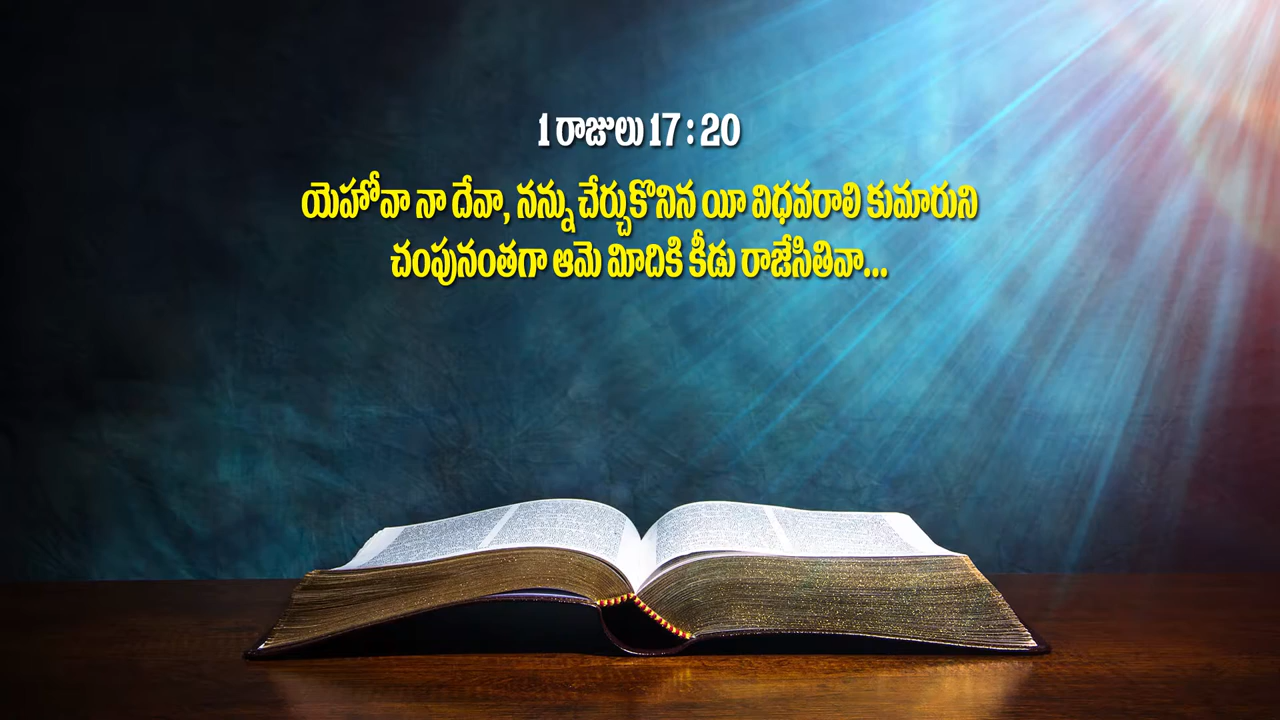 1 రాజులు 17 : 20
యెహోవా నా దేవా, నన్ను చేర్చుకొనిన యీ విధవరాలి కుమారుని
చంపునంతగా ఆమె మీదికి కీడు రాజేసితివా...